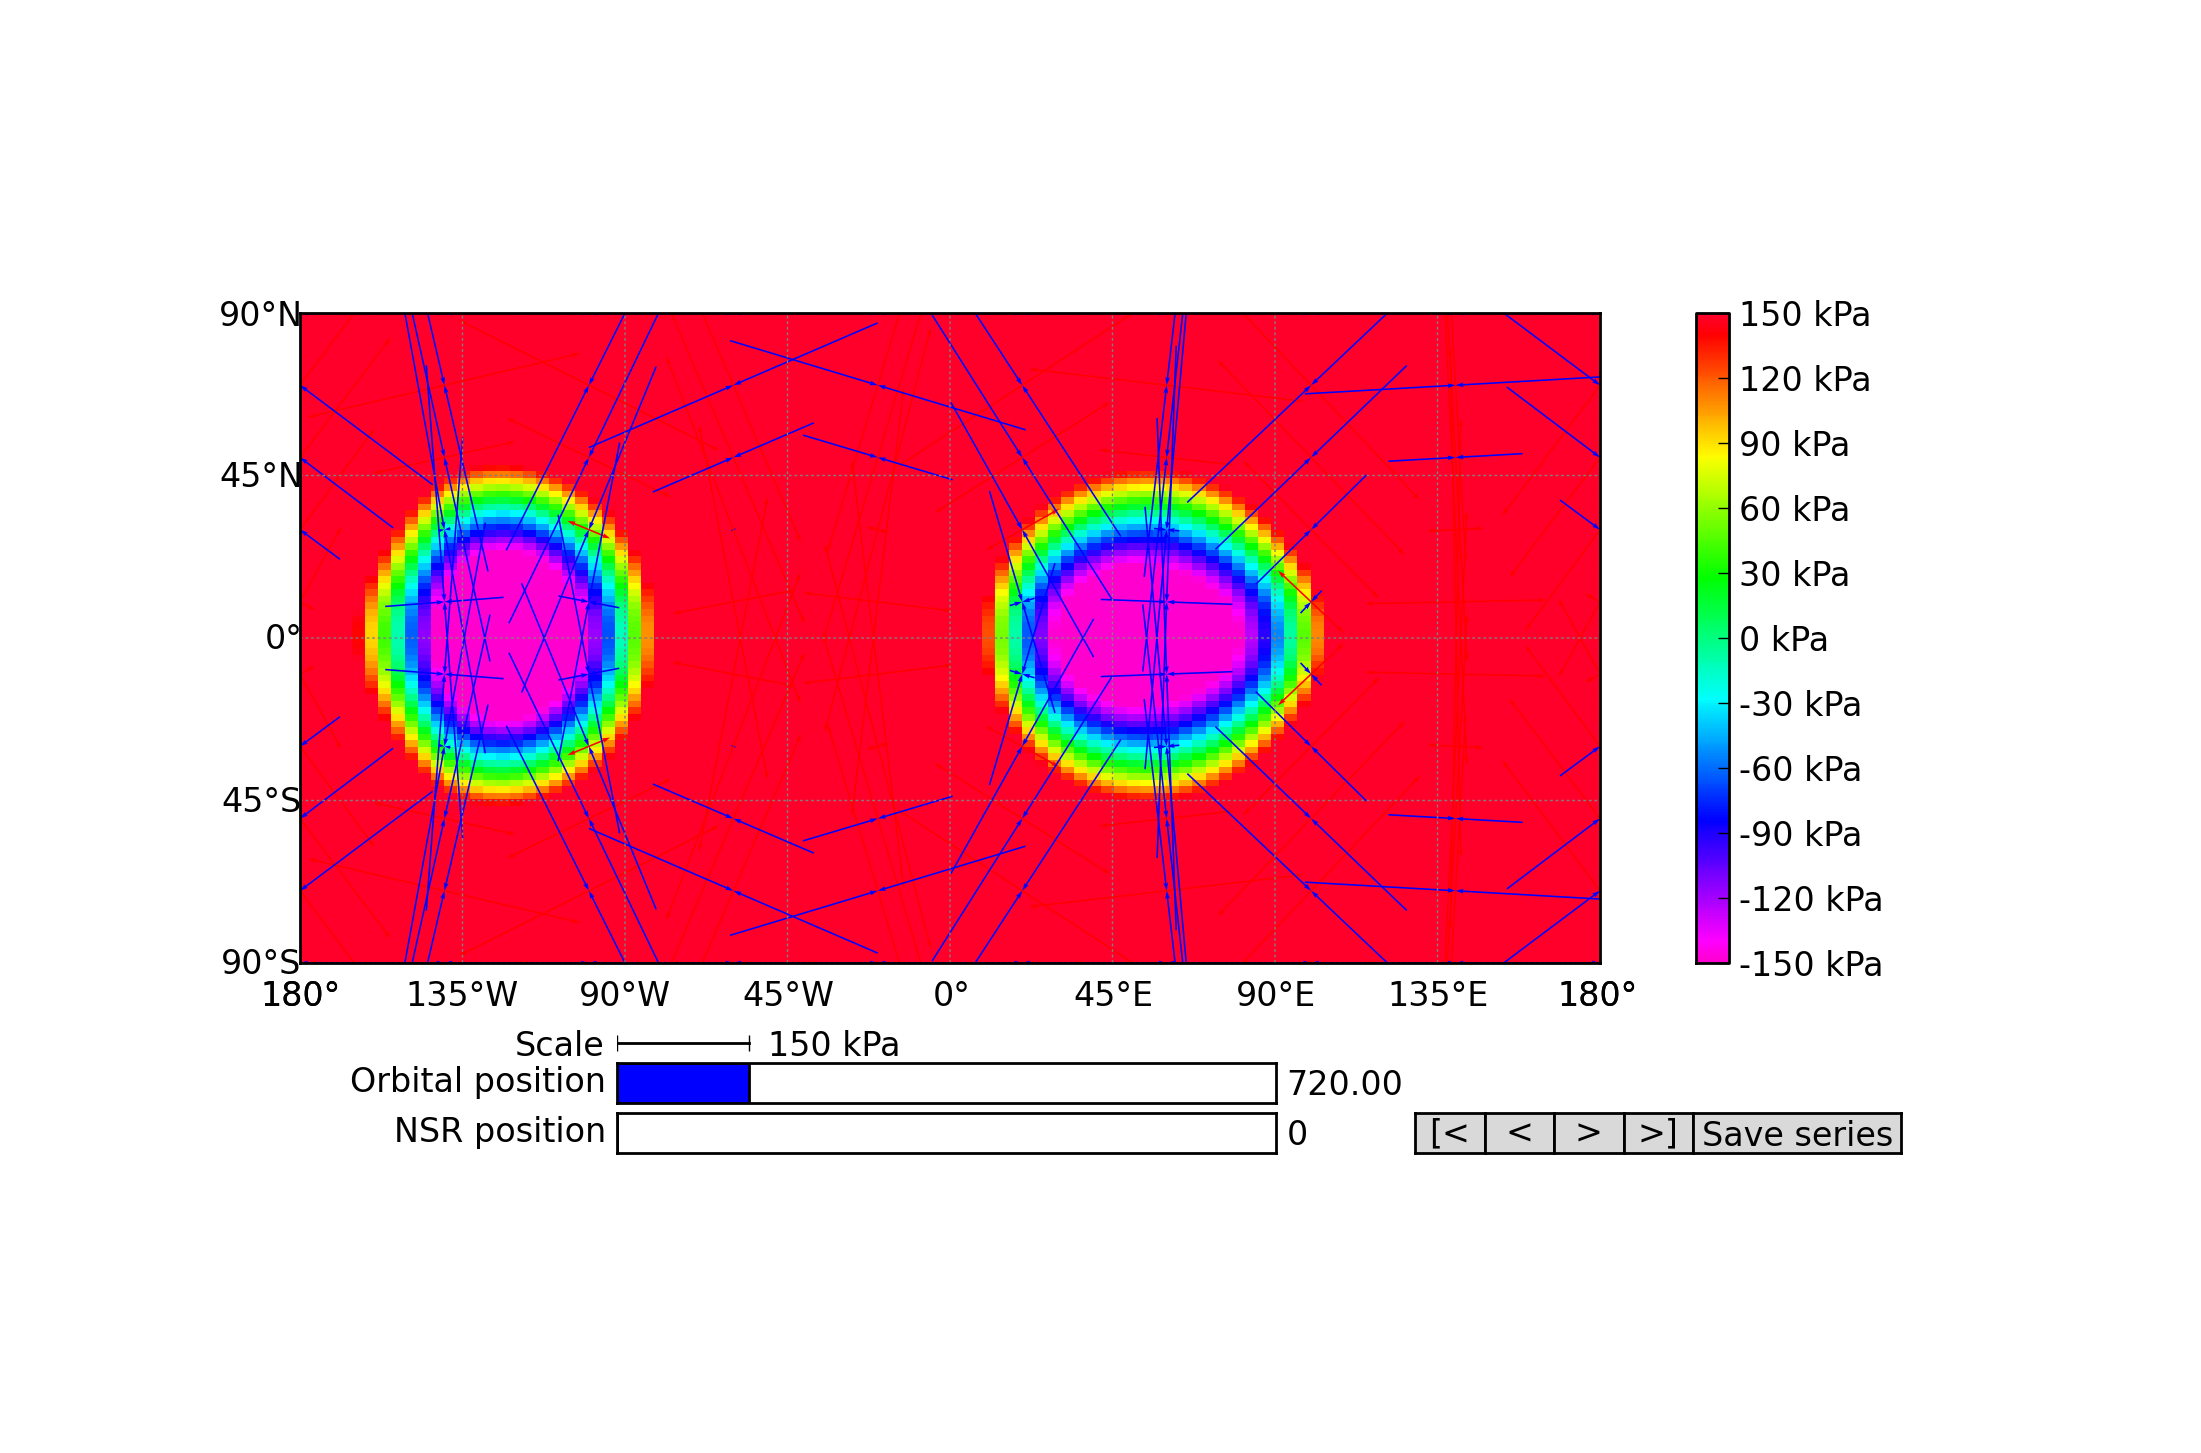 90°N
45°N
0°
45°S
90°S
180° 135°W 90°W 45°W 0° 45°E 90°E 135°E 180°
150 kPa
120 kPa
90 kPa
60 kPa
30 kPa
0 kPa
-30 kPa
-60 kPa
-90 kPa
-120 kPa
-150 kPa
Scale 150 kPa
Orbital position 720.00
NSR position 0 [< < > >] Save series